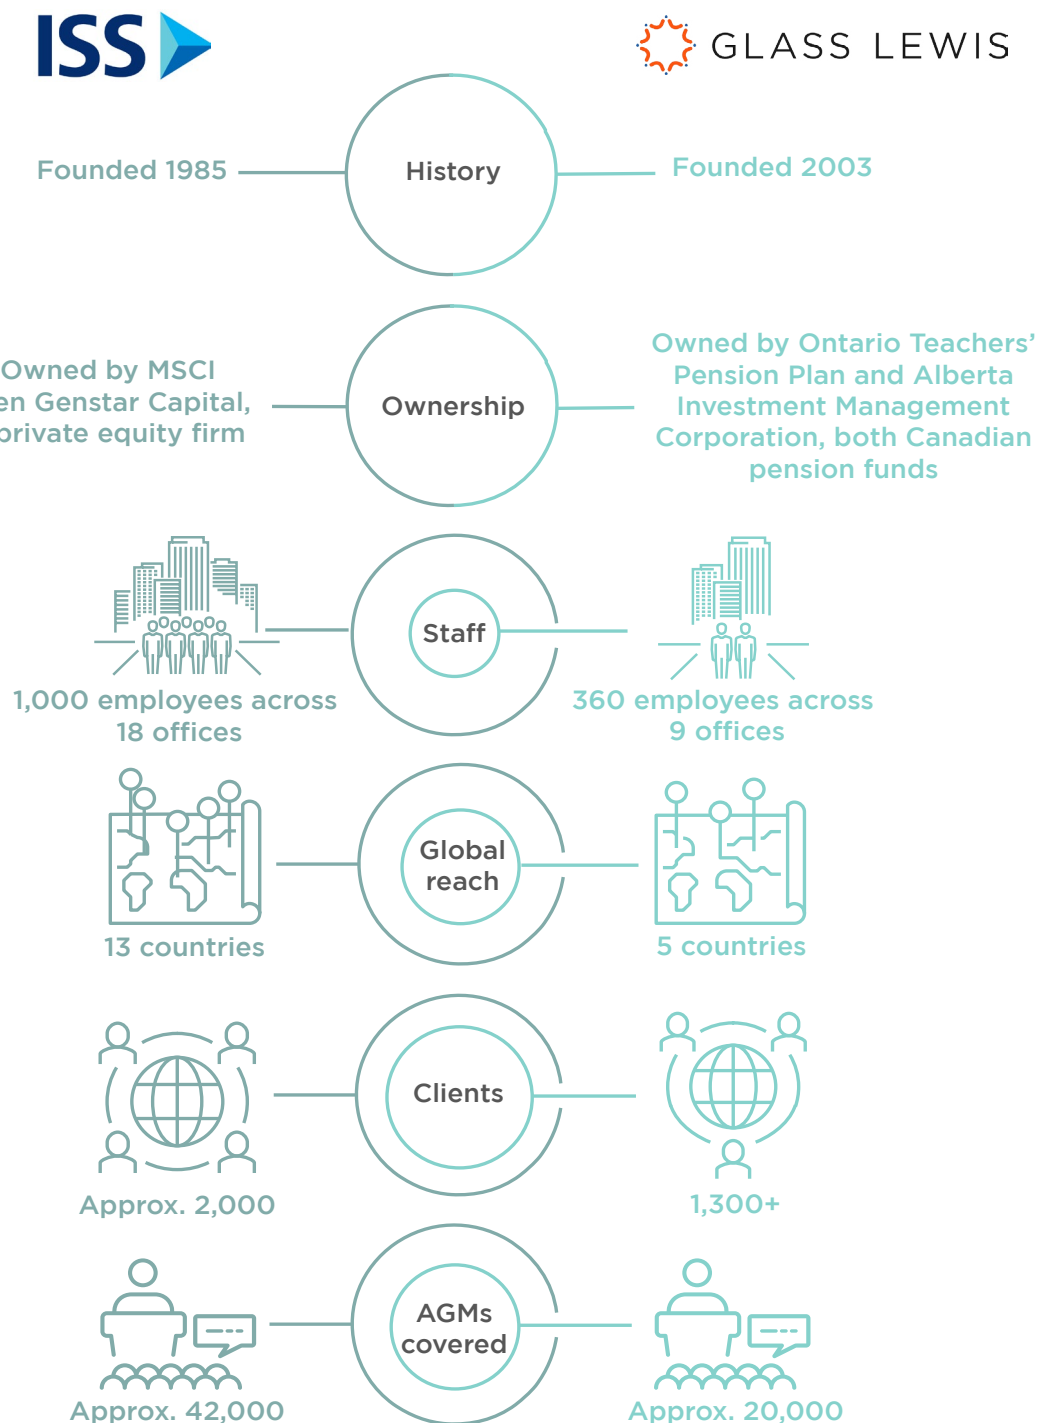 ISS
GLASS LEWIS
Founded 1985
History
Founded 2003
Owned by MSCI
en Genstar Capital,
private equity firm
Ownership
Owned by Ontario Teachers’
Pension Plan and Alberta
Investment Management
Corporation, both Canadian
pension funds
Staff
1,000 employees across
18 offices
360 employees across
9 offices
Global
reach
13 countries
5 countries
Clients
Approx. 2,000
1,300+
AGMs
covered
Approx. 42,000
Approx. 20,000